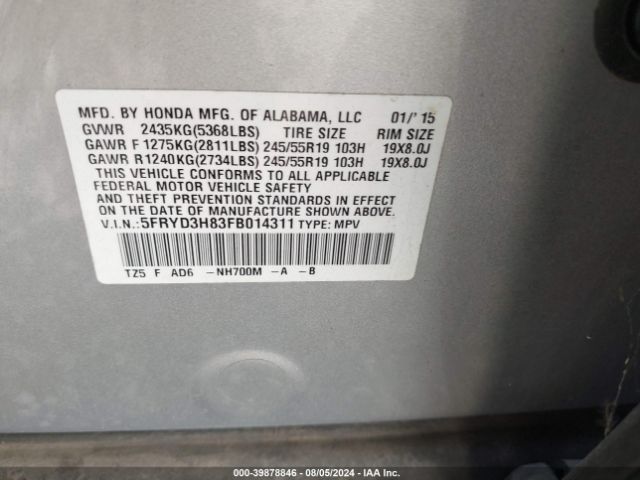 MFD. BY HONDA MFG. OF ALABAMA, LLC 01/'15
GVWR 2435KG(5368LBS) TIRE SIZE RIM SIZE
GAWR F1275KG(2811LBS) 245/55R19 103H 19X8.0J
GAWR R1240KG(2734LBS) 245/55R19 103H 19X8.0J
THIS VEHICLE CONFORMS TO ALL APPLICABLE
FEDERAL MOTOR VEHICLE SAFETY
AND THEFT PREVENTION STANDARDS IN EFFECT
ON THE DATE OF MANUFACTURE SHOWN ABOVE.
V.I.N.:5FRYD3H83FB014311 TYPE: MPV
TZ5 F AD6 -NH700M -A -B
000-39878846 - 08/05/2024 - IAA Inc.